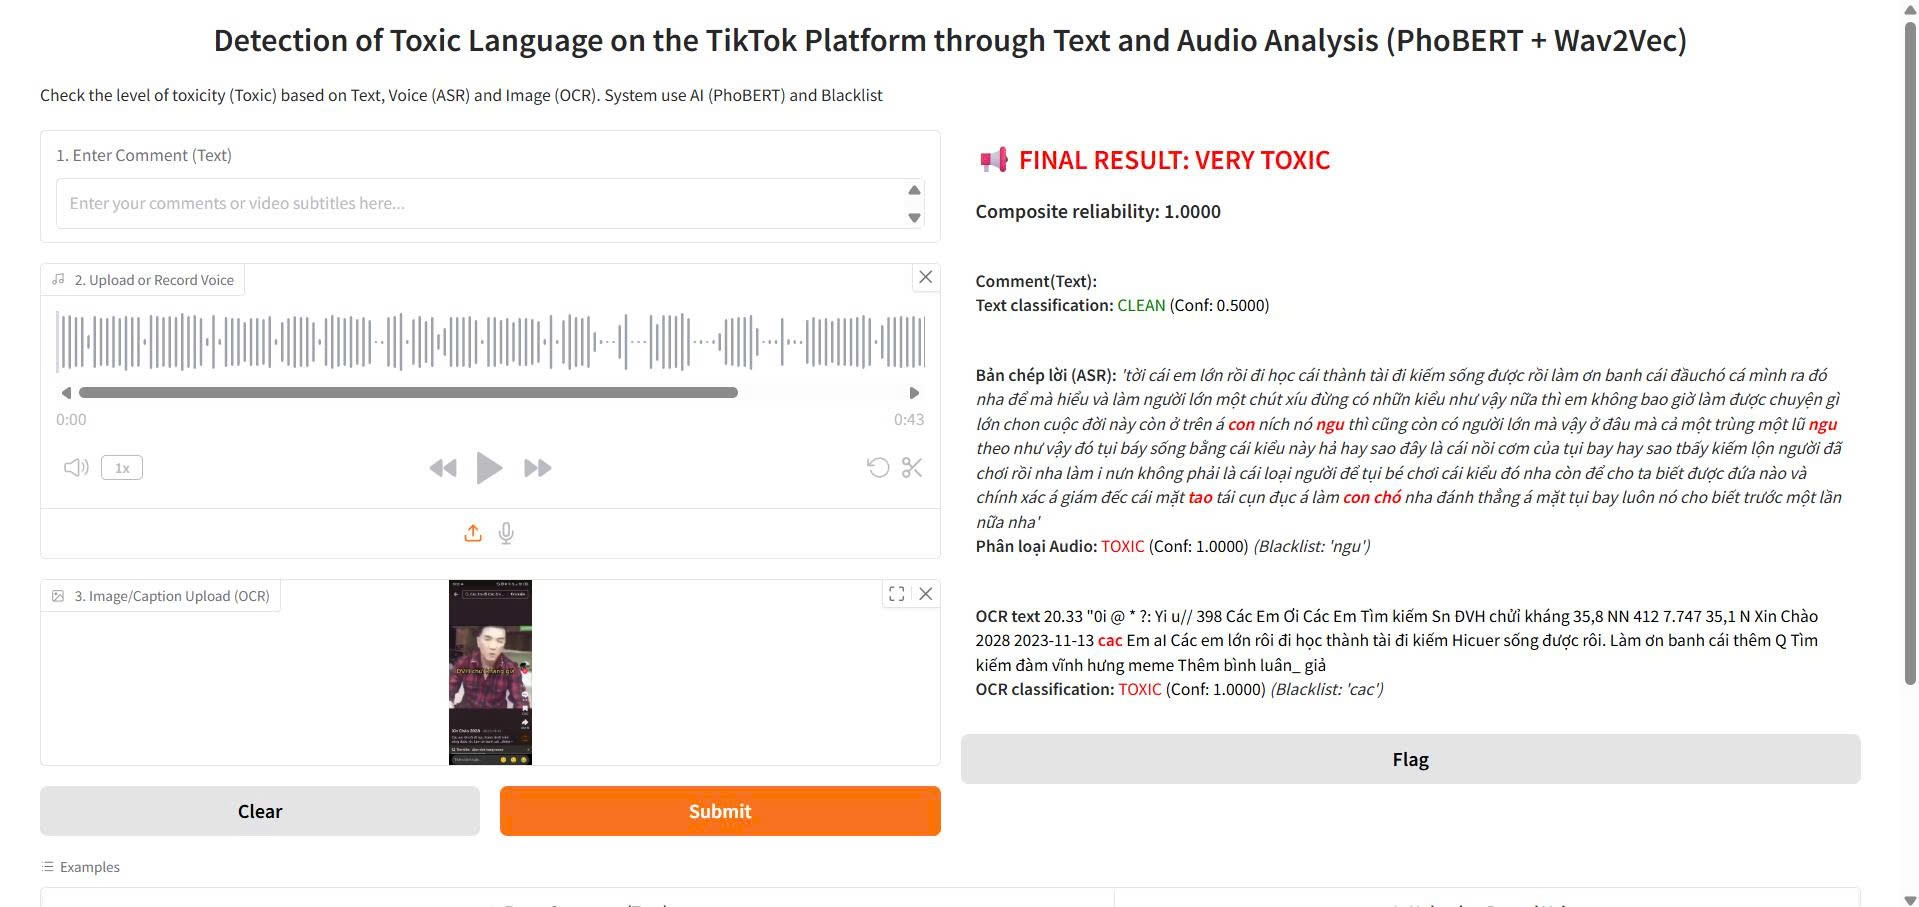 Detection of Toxic Language on the TikTok Platform through Text and Audio Analysis (PhoBERT + Wav2Vec)
Check the level of toxicity (Toxic) based on Text, Voice (ASR) and Image (OCR). System use AI (PhoBERT) and Blacklist
1. Enter Comment (Text)
Enter your comments or video subtitles here...
2. Upload or Record Voice
0:00
0:43
1x
3. Image/Caption Upload (OCR)
ĐVH chửi kháng giả
Xin Chào 2028
Clear
Submit
Examples
FINAL RESULT: VERY TOXIC
Composite reliability: 1.0000
Comment(Text):
Text classification: CLEAN (Conf: 0.5000)
Bản chép lời (ASR): 'tời cái em lớn rồi đi học cái thành tài đi kiếm sống được rồi làm ơn banh cái đầuchó cá mình ra đó
nha để mà hiểu và làm người lớn một chút xíu đừng có nhữn kiểu như vậy nữa thì em không bao giờ làm được chuyện gì
lớn chon cuộc đời này còn ở trên á con ních nó ngu thì cũng còn có người lớn mà vậy ở đâu mà cả một trùng một lũ ngu
theo như vậy đó tụi báy sống bằng cái kiểu này hả hay sao đây là cái nồi cơm của tụi bay hay sao tbấy kiếm lộn người đã
chơi rồi nha làm i nưn không phải là cái loại người để tụi bé chơi cái kiểu đó nha còn để cho ta biết được đứa nào và
chính xác á giám đếc cái mặt tao tái cụn đục á làm con chó nha đánh thẳng á mặt tụi bay luôn nó cho biết trước một lần
nữa nha'
Phân loại Audio: TOXIC (Conf: 1.0000) (Blacklist: 'ngu')
OCR text 20.33 "0i @ * ?: Yi u// 398 Các Em Ơi Các Em Tìm kiếm Sn ĐVH chửỉ kháng 35,8 NN 412 7.747 35,1 N Xin Chào
2028 2023-11-13 cac Em aI Các em lớn rôi đi học thành tài đi kiếm Hicuer sống được rôi. Làm ơn banh cái thêm Q Tìm
kiếm đàm vĩnh hưng meme Thêm bình luân_ giả
OCR classification: TOXIC (Conf: 1.0000) (Blacklist: 'cac')
Flag